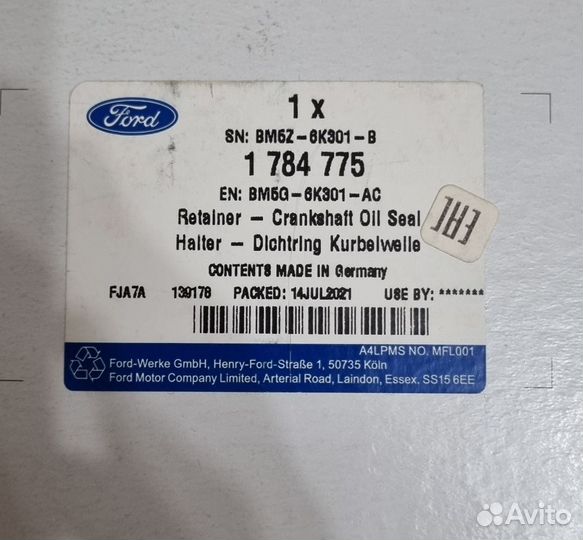 Ford
1 x
SN: BM5Z-6K301-B
1 784 775
EN: BM5G-6K301-AC
Retainer - Crankshaft Oil Seal
Halter - Dichtring Kurbelwelle
EAC
CONTENTS MADE IN Germany
FJA7A 139178 PACKED: 14JUL2021 USE BY: *******
A4LPMS NO. MFL001
Ford-Werke GmbH, Henry-Ford-Straße 1, 50735 Köln
Ford Motor Company Limited, Arterial Road, Laindon, Essex. SS15 6EE
Avito